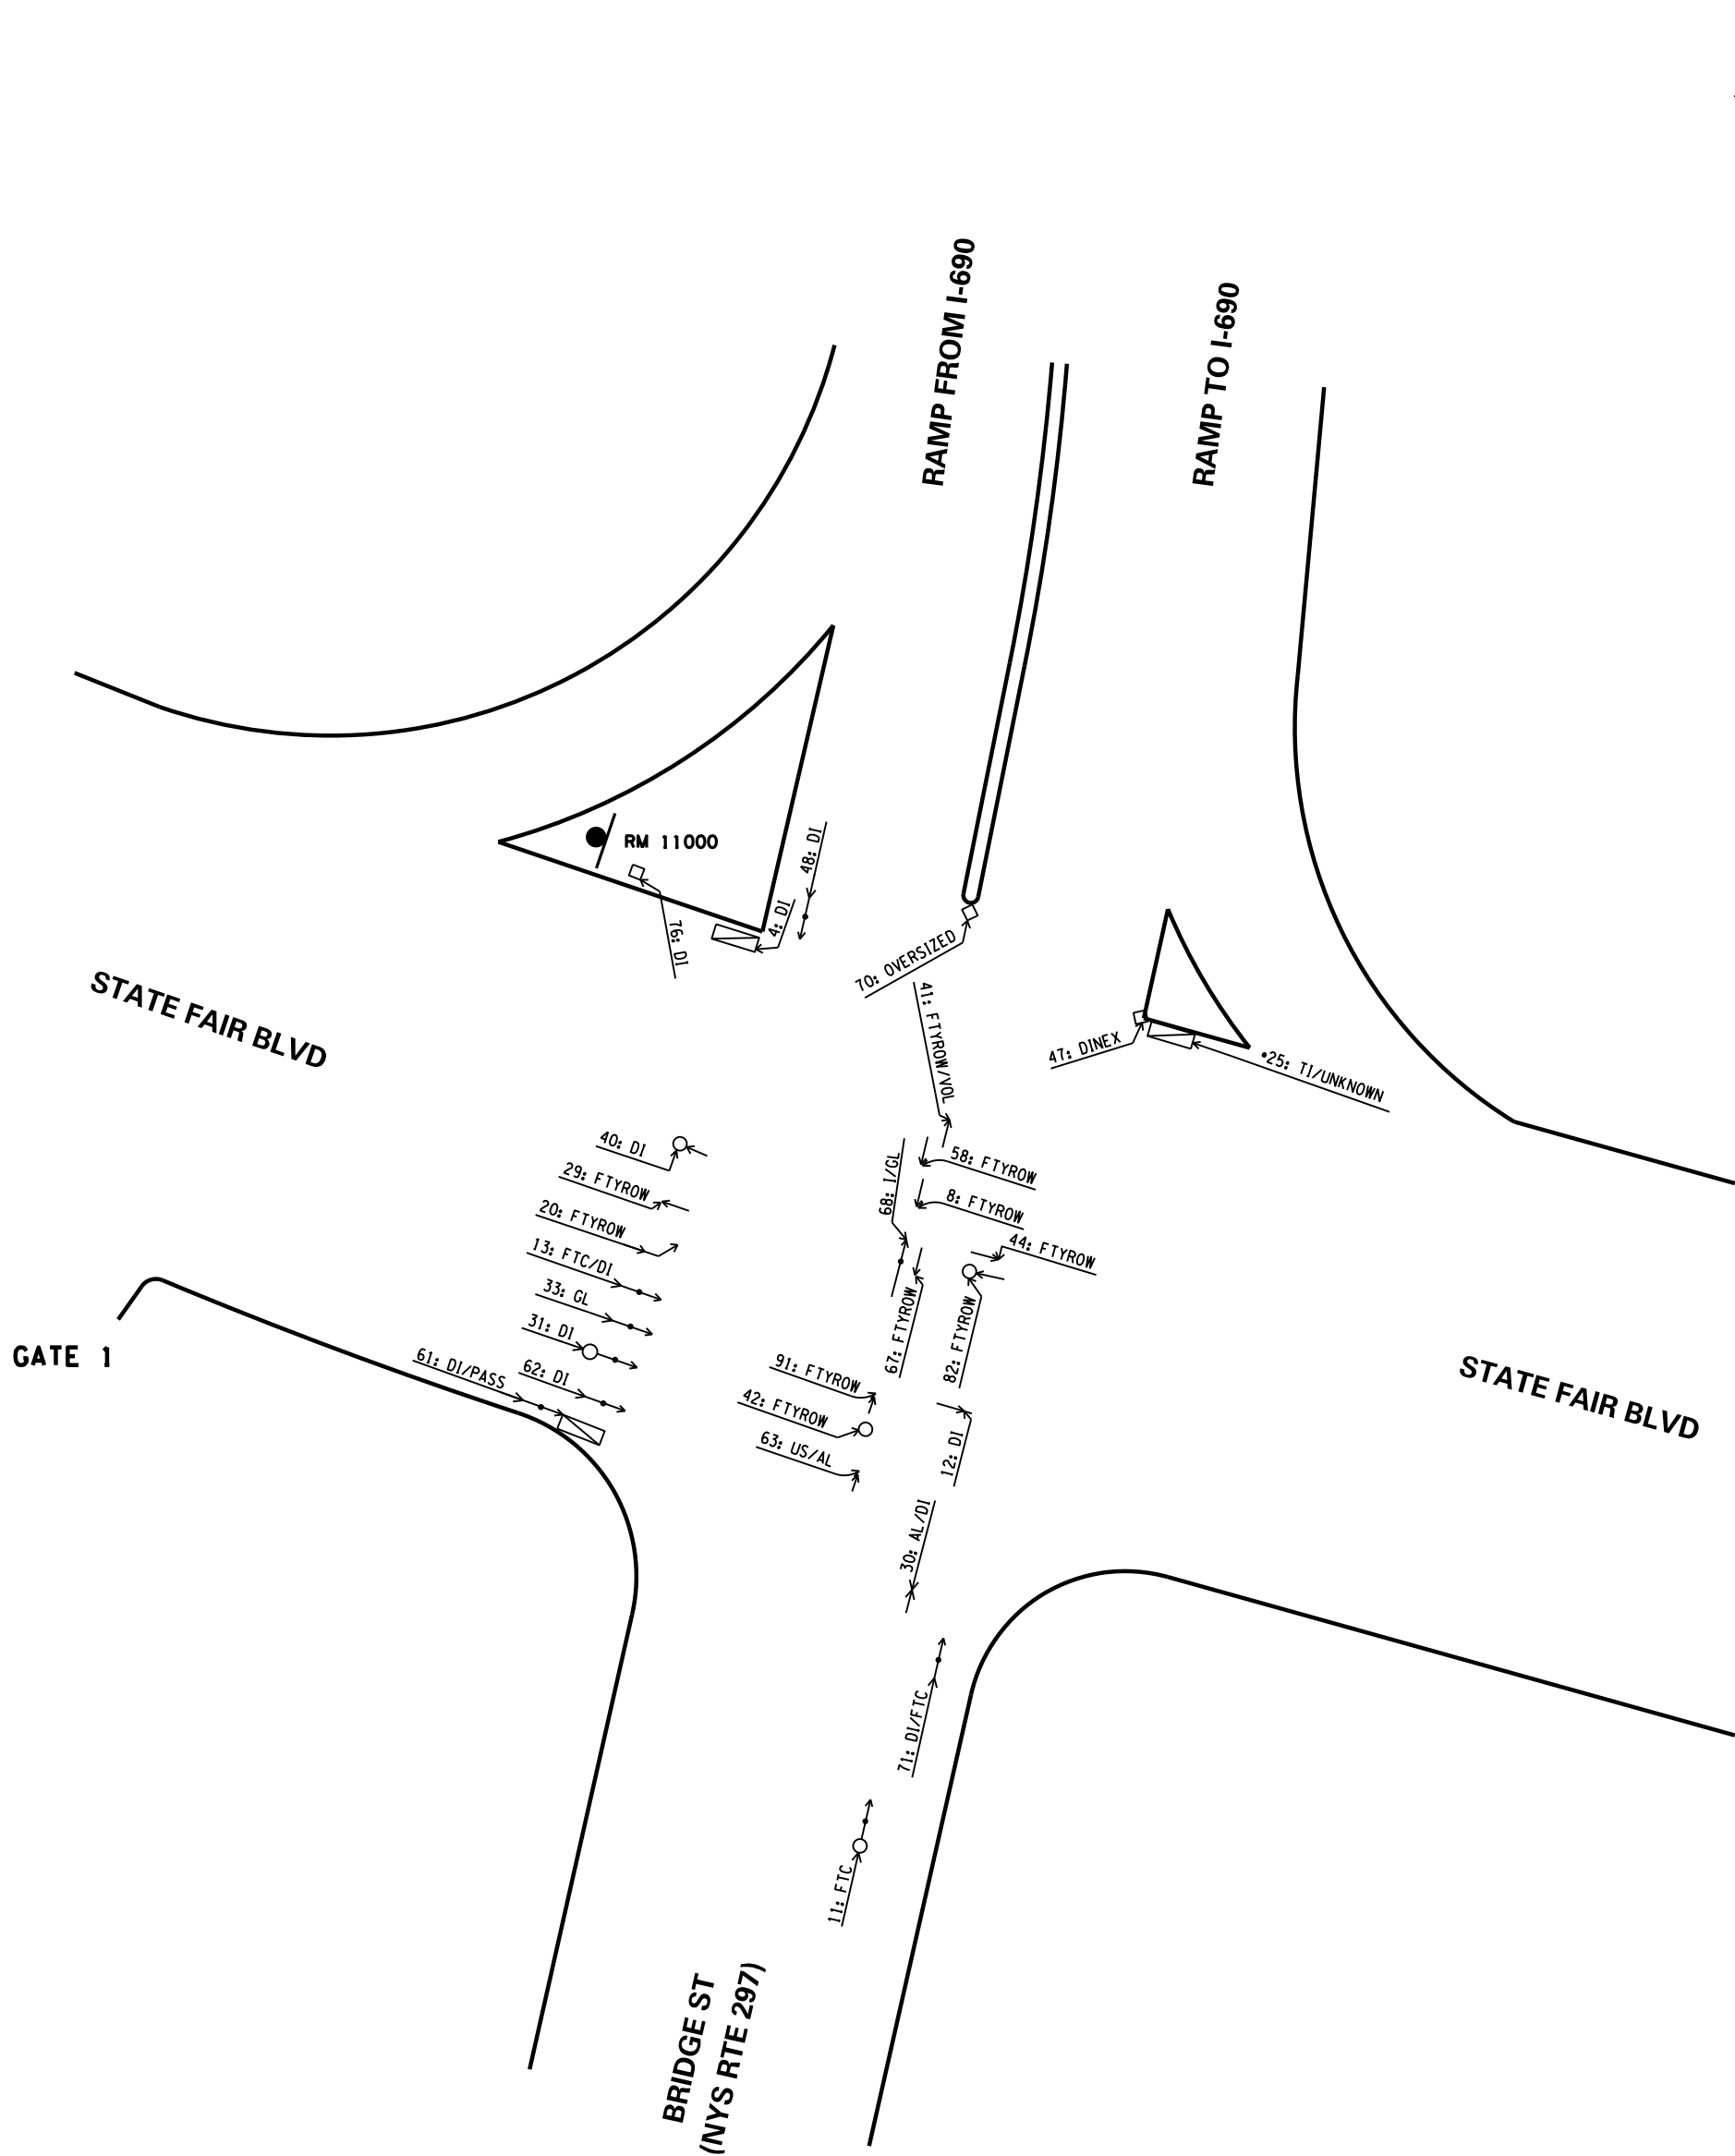 RAMP FROM I-690
RAMP TO I-690
RM 11000
48: DI
4: DI
76: DI
70: OVERSIZED
STATE FAIR BLVD
41: FTYROW/VOL
47: DINEX
•25: TI/UNKNOWN
40: DI
29: FTYROW
20: FTYROW
13: FTC/DI
33: GL
31: DI
61: DI/PASS
62: DI
68: I/GL
58: FTYROW
8: FTYROW
44: FTYROW
67: FTYROW
82: FTYROW
GATE 1
91: FTYROW
42: FTYROW
63: US/AL
12: DI
STATE FAIR BLVD
30: AL/DI
71: DI/FTC
11: FTC
BRIDGE ST
(NYS RTE 297)